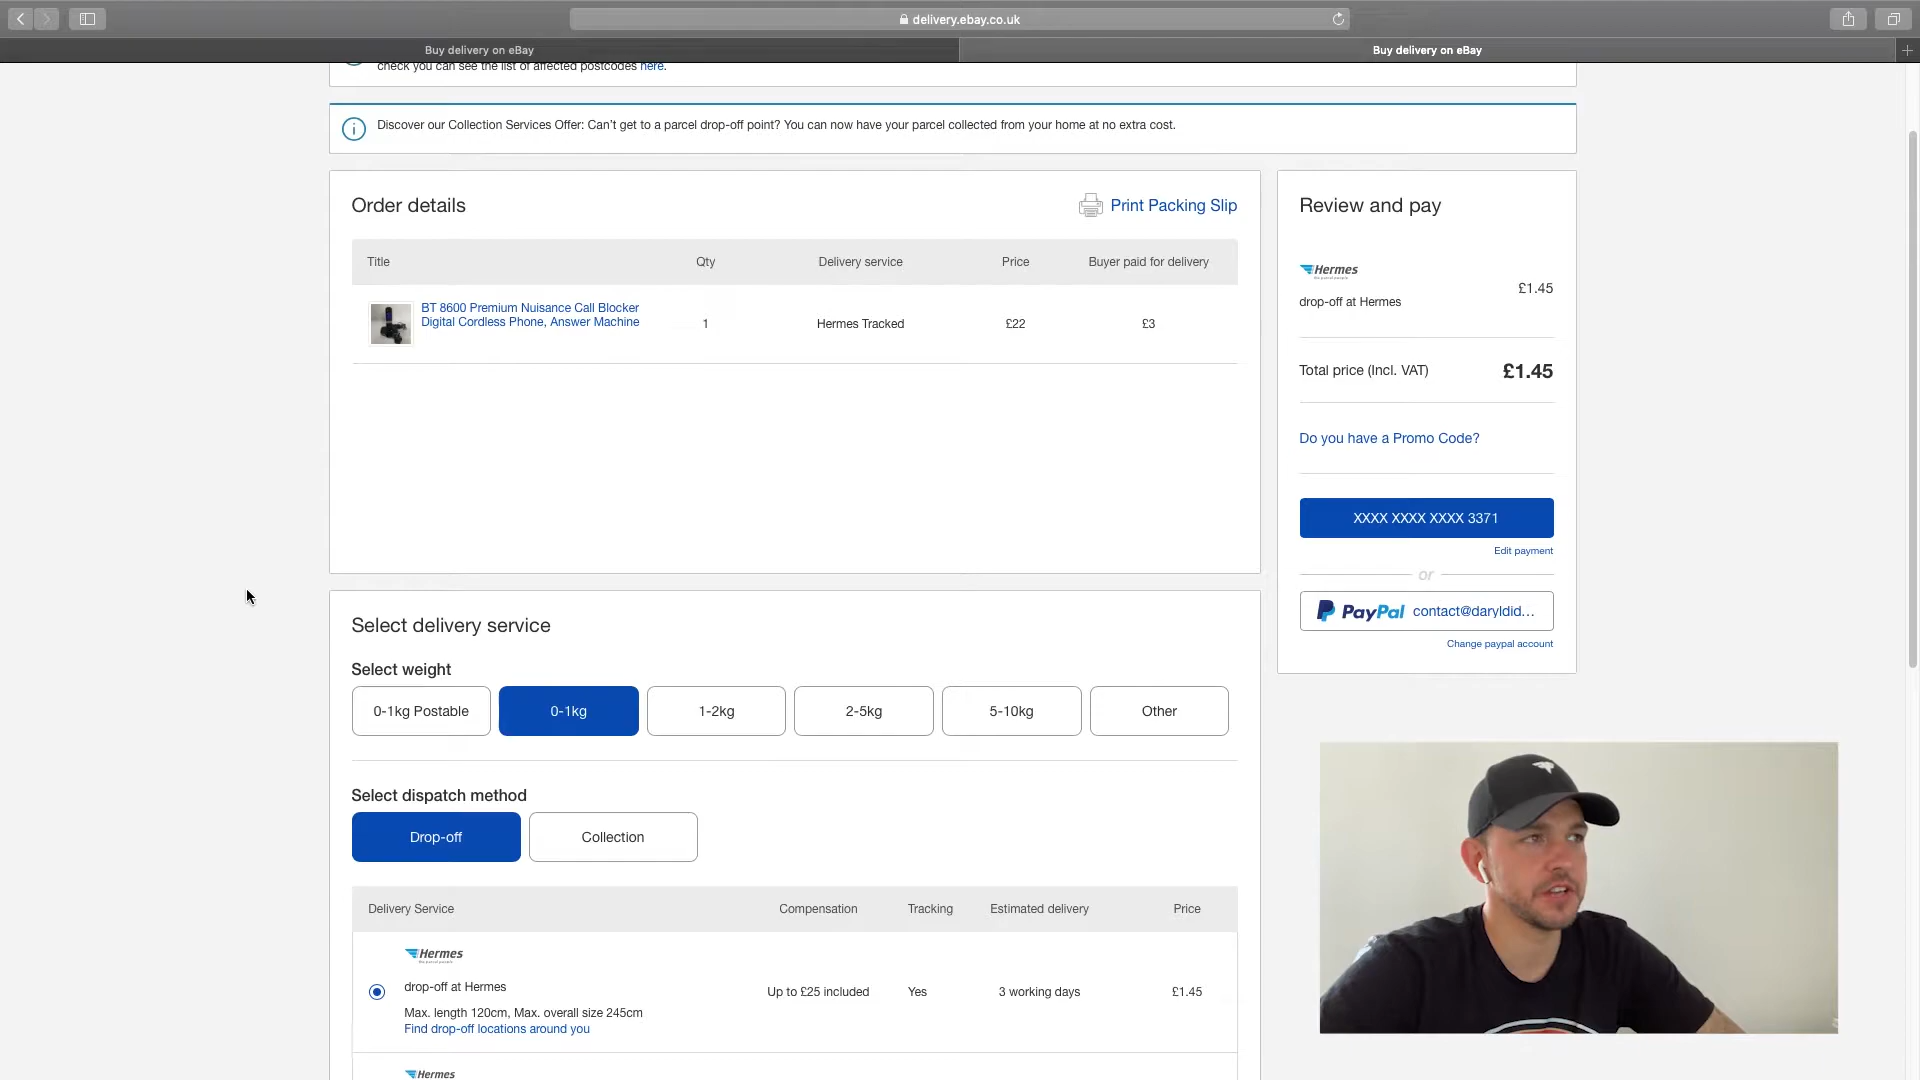 delivery.ebay.co.uk
Buy delivery on eBay
Buy delivery on eBay
check you can see the list of affected postcodes here.
Discover our Collection Services Offer: Can't get to a parcel drop-off point? You can now have your parcel collected from your home at no extra cost.
Order details
Print Packing Slip
Title Qty Delivery service Price Buyer paid for delivery
BT 8600 Premium Nuisance Call Blocker
Digital Cordless Phone, Answer Machine
1 Hermes Tracked £22 £3
Review and pay
Hermes
drop-off at Hermes
£1.45
Total price (Incl. VAT) £1.45
Do you have a Promo Code?
XXXX XXXX XXXX 3371
Edit payment
or
PayPal contact@daryldid...
Change paypal account
Select delivery service
Select weight
0-1kg Postable 0-1kg 1-2kg 2-5kg 5-10kg Other
Select dispatch method
Drop-off Collection
Delivery Service Compensation Tracking Estimated delivery Price
Hermes
drop-off at Hermes
Up to £25 included Yes 3 working days £1.45
Max. length 120cm, Max. overall size 245cm
Find drop-off locations around you
Hermes